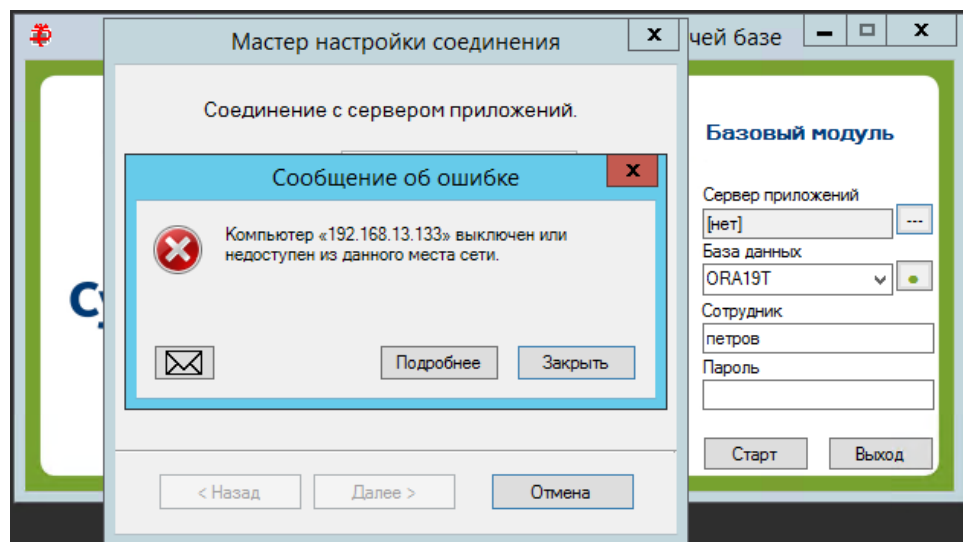 Мастер настройки соединения
чей базе
Соединение с сервером приложений.
Сообщение об ошибке
Компьютер «192.168.13.133» выключен или
недоступен из данного места сети.
Подробнее
Закрыть
< Назад
Далее >
Отмена
Базовый модуль
Сервер приложений
[нет]
---
База данных
ORA19T
Сотрудник
петров
Пароль
Старт
Выход